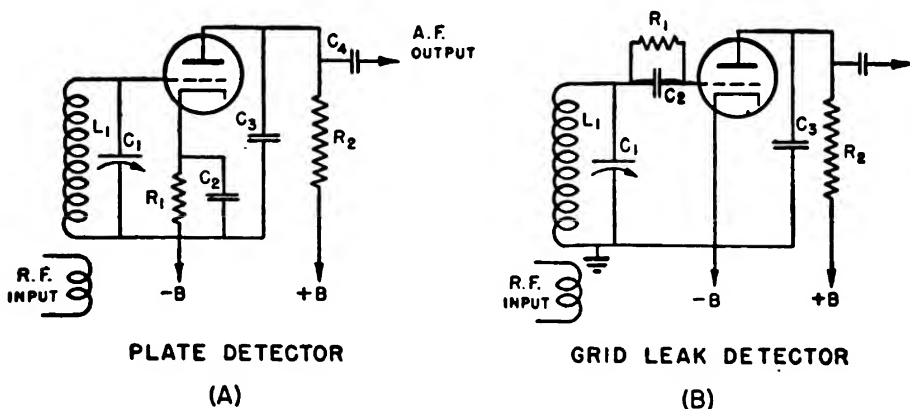 R₁
C₄
A.F.
OUTPUT
L₁
C₁
C₃
R₂
R₁
C₂
R.F.
INPUT
-B
+B
PLATE DETECTOR
(A)
C₂
L₁
C₁
C₃
R₂
R.F.
INPUT
-B
+B
GRID LEAK DETECTOR
(B)